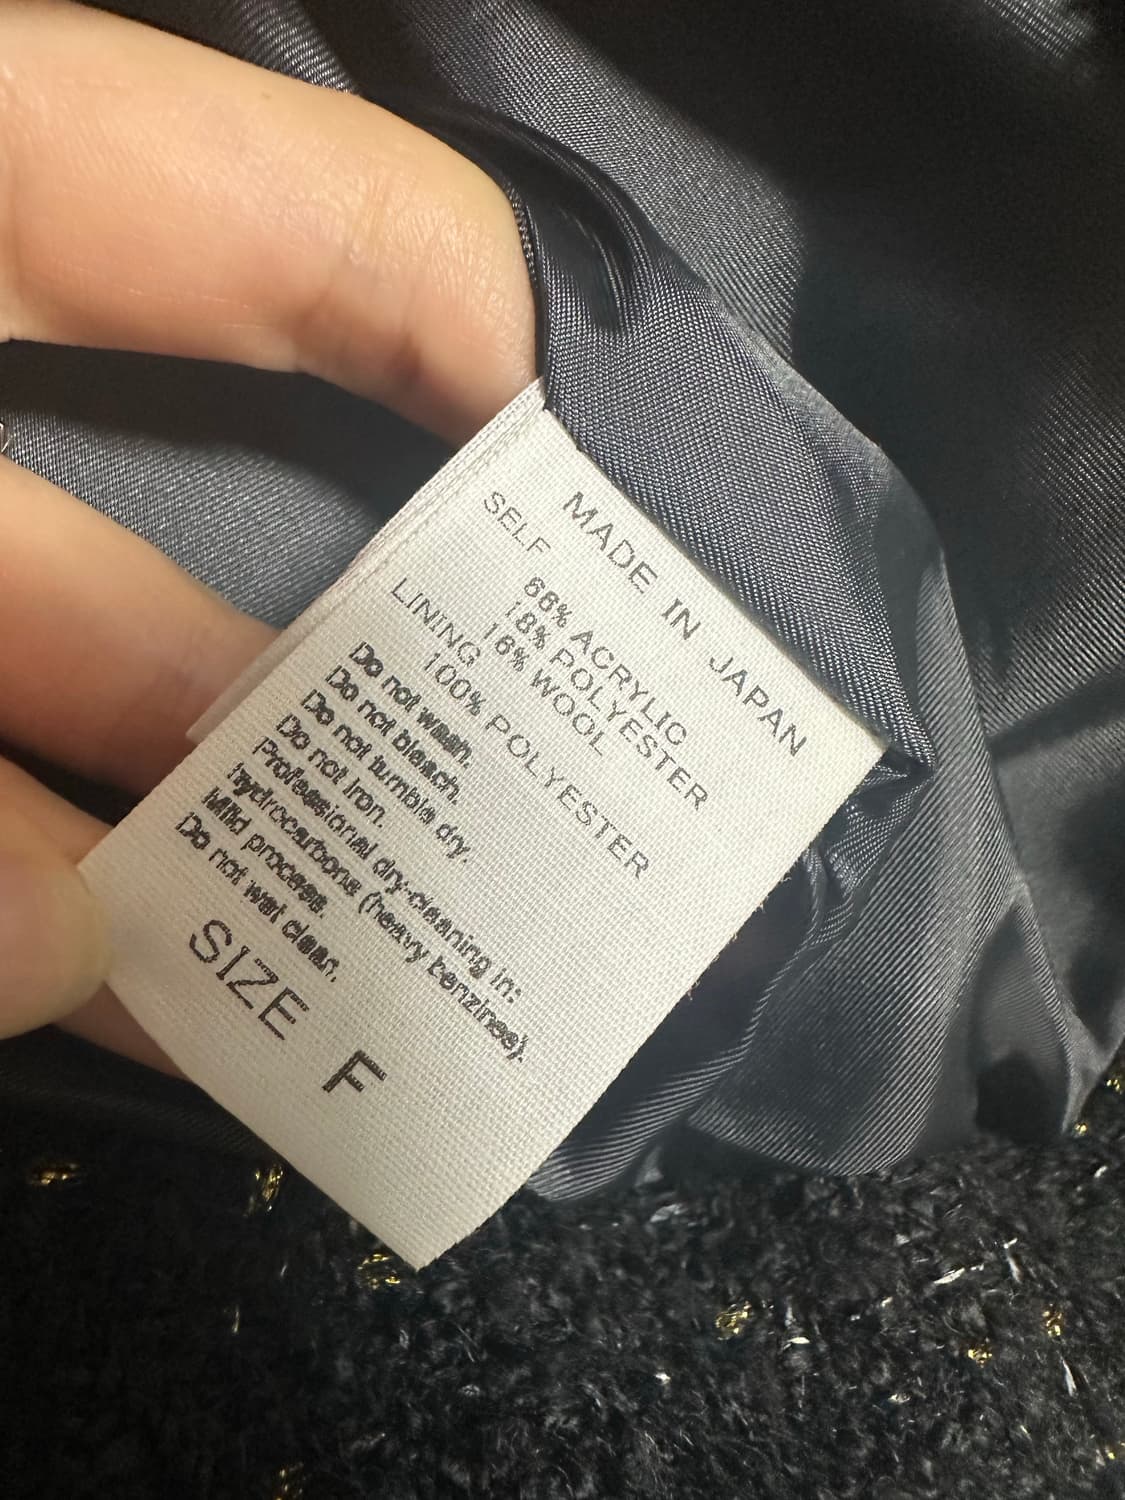 MADE IN JAPAN
SELF
66% ACRYLIC
18% POLYESTER
16% WOOL
LINING
100% POLYESTER
Do not wash.
Do not bleach.
Do not tumble dry.
Do not iron.
Professional dry-cleaning in:
hydrocarbons (heavy benzines).
Mild process.
Do not wet clean.
SIZE F